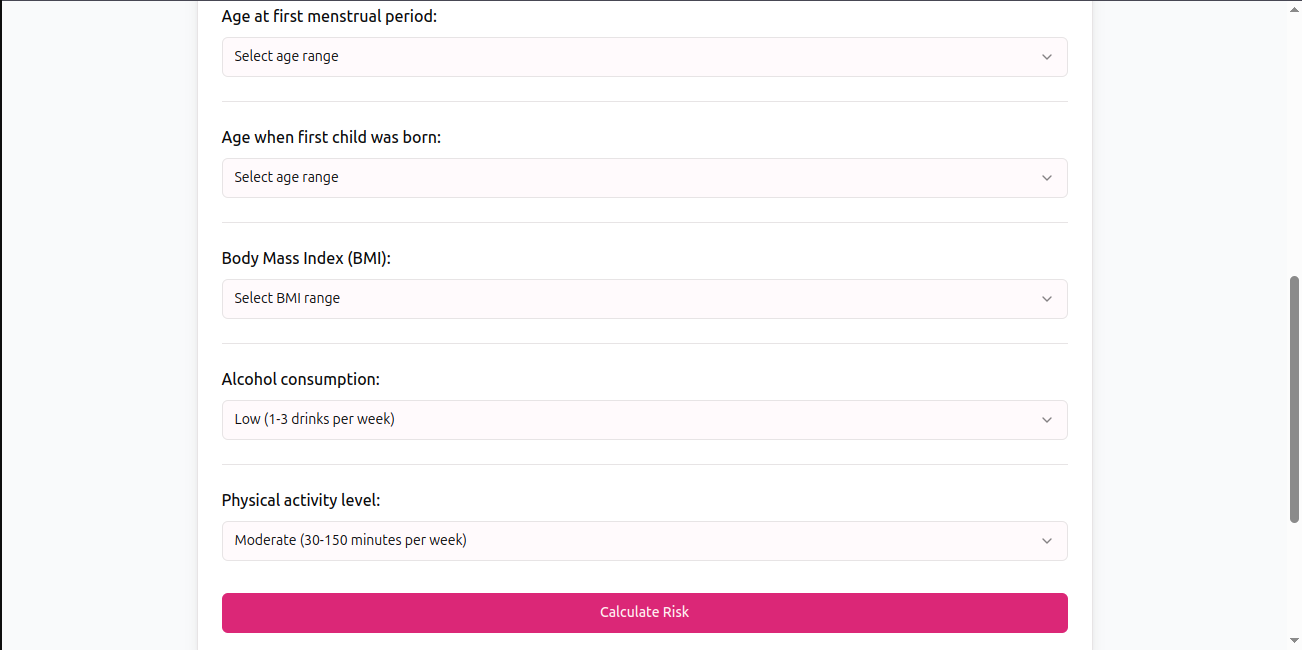 Age at first menstrual period:
Select age range
Age when first child was born:
Select age range
Body Mass Index (BMI):
Select BMI range
Alcohol consumption:
Low (1-3 drinks per week)
Physical activity level:
Moderate (30-150 minutes per week)
Calculate Risk